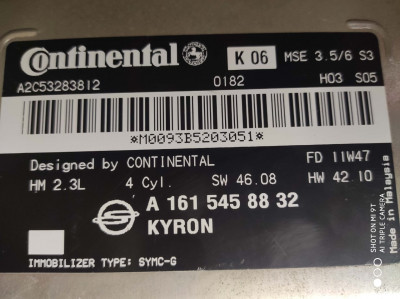 Continental K 06 MSE 3.5/6 S3
A2C53283812 0182 H03 S05
*M0093B5203051*
Designed by CONTINENTAL FD 11W47
HM 2.3L 4 Cyl. SW 46.08 HW 42.10
A 161 545 88 32
KYRON
IMMOBILIZER TYPE: SYMC-G
Made in Malaysia
SHOT ON MI 9T
AI TRIPLE CAMERA